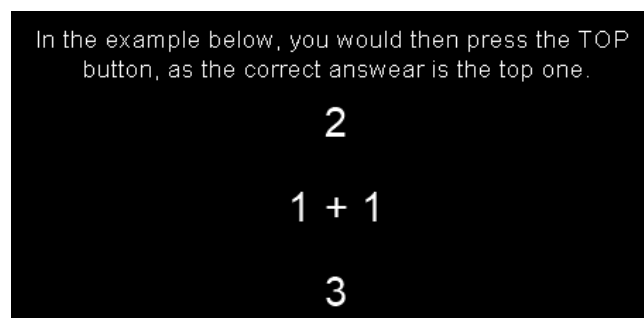 In the example below, you would then press the TOP
button, as the correct answear is the top one.
2
1 + 1
3